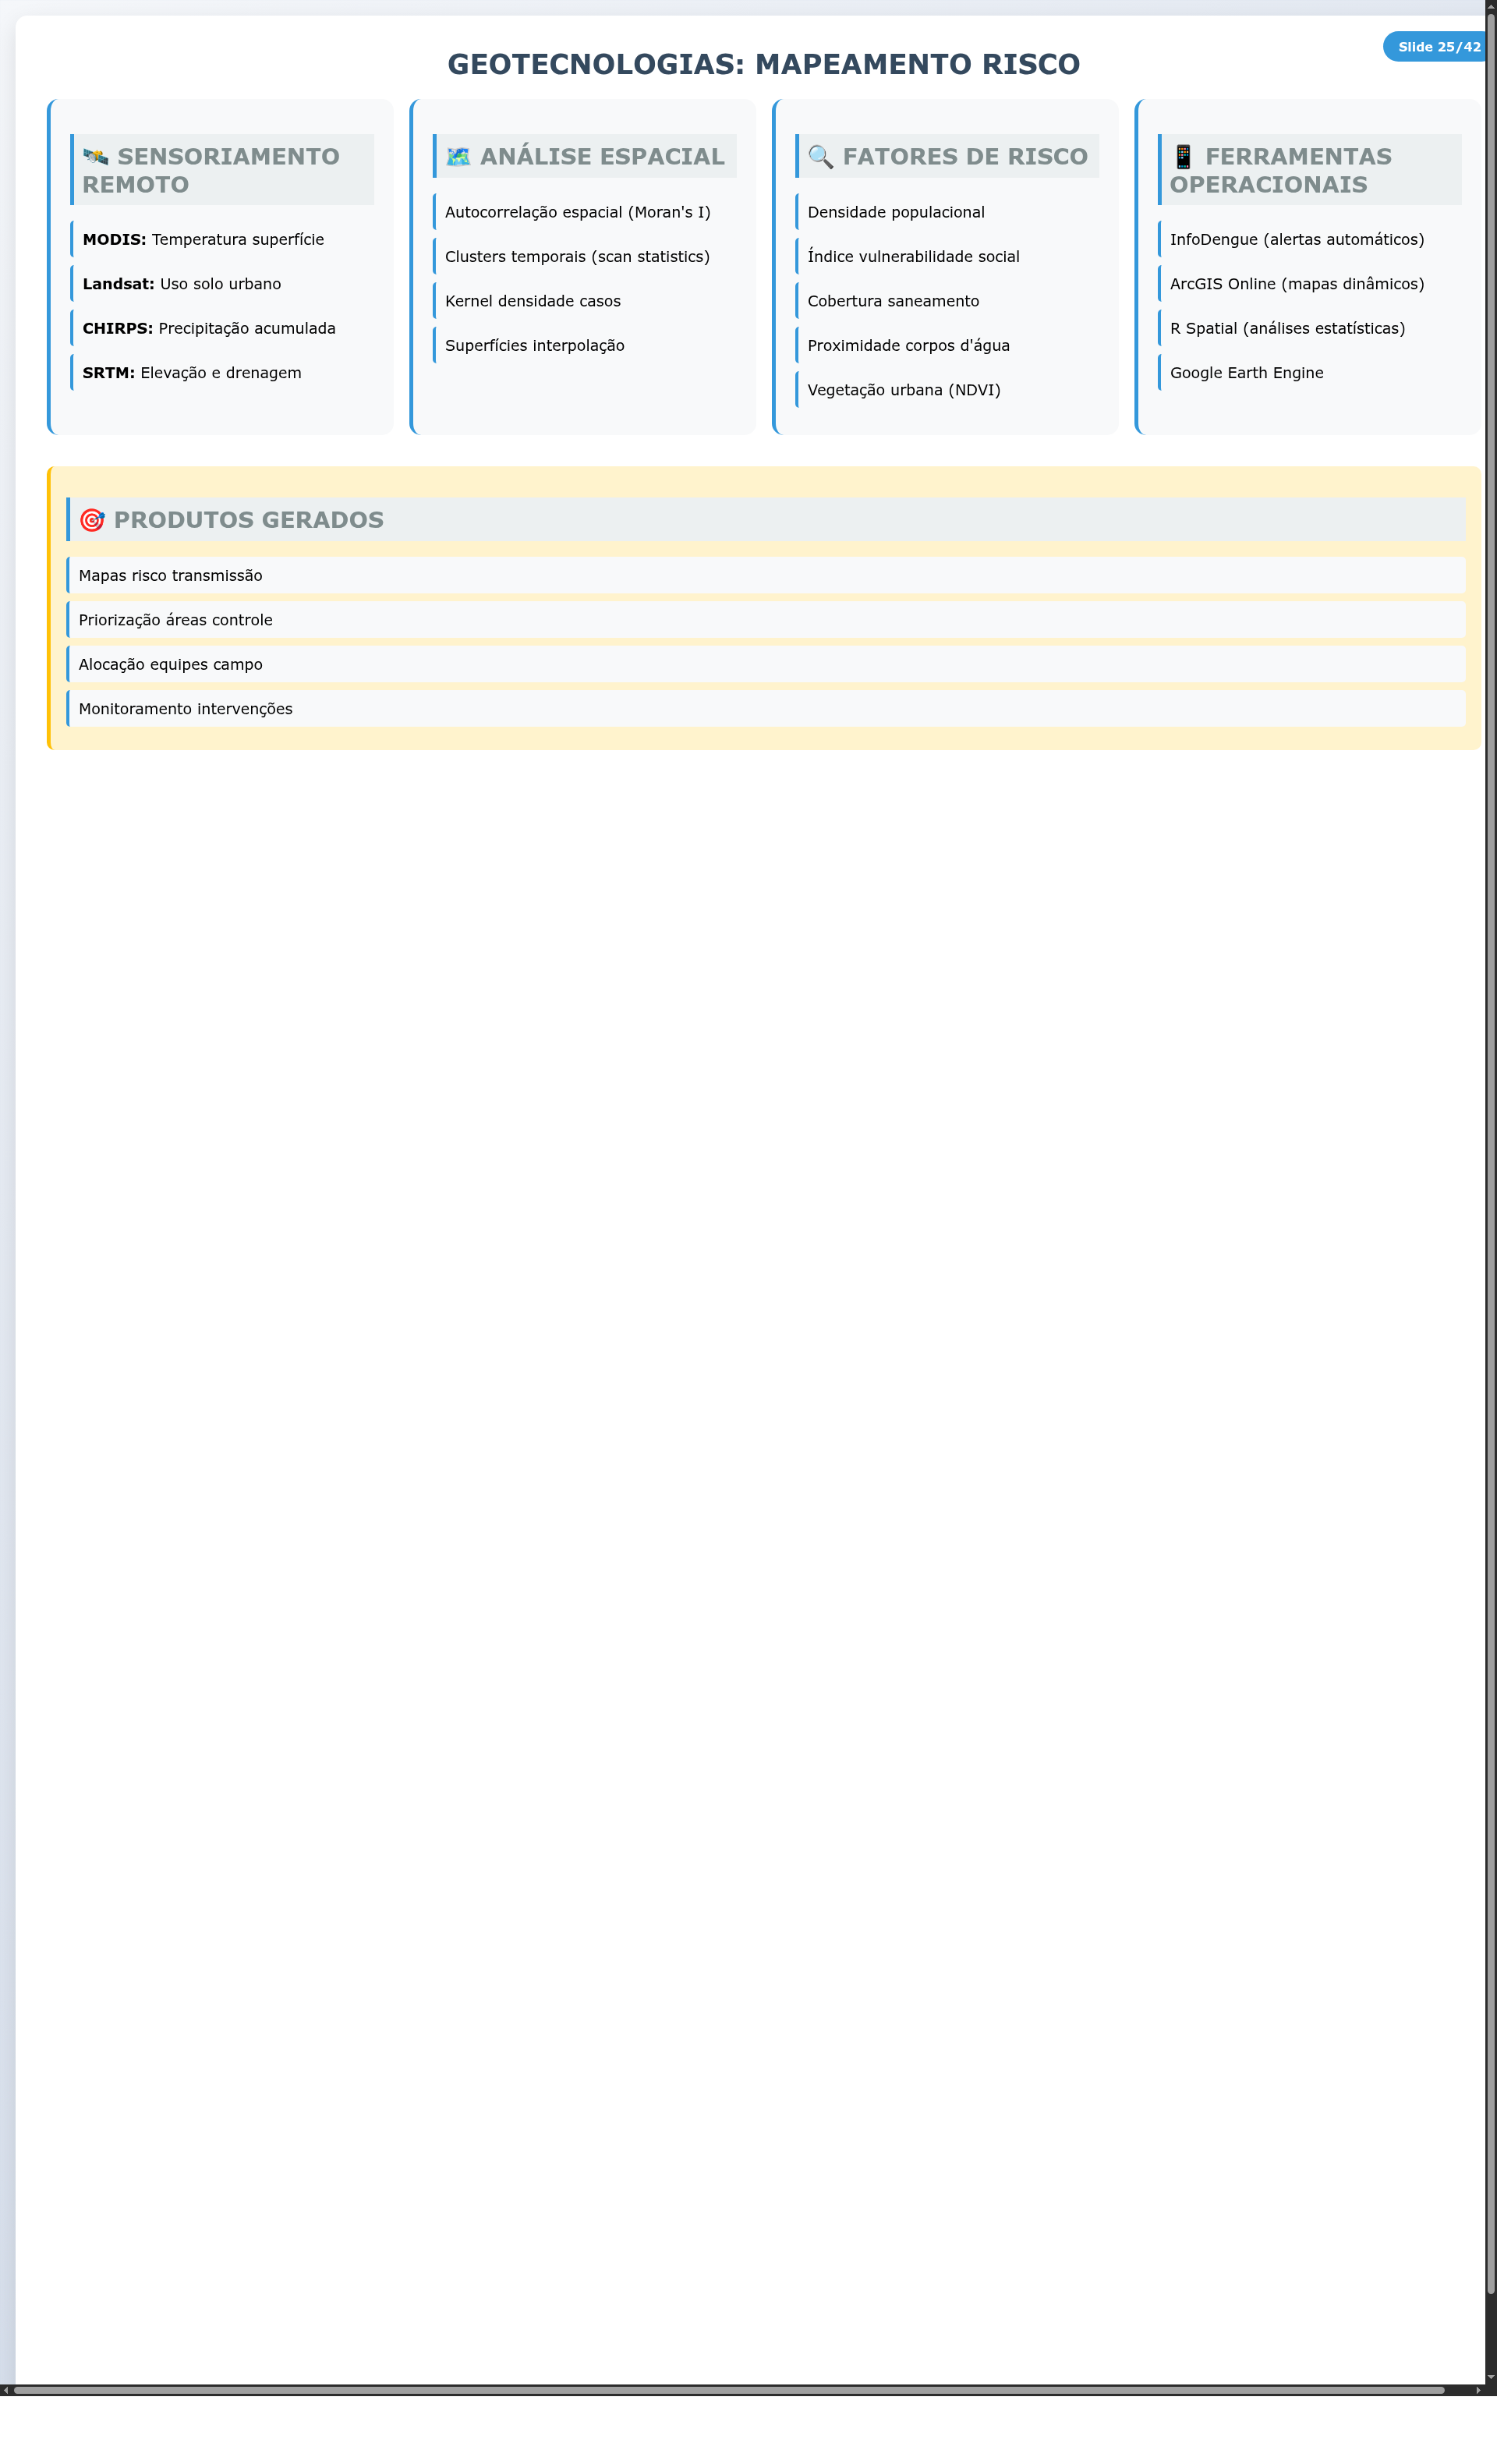 Slide 25/42
GEOTECNOLOGIAS: MAPEAMENTO RISCO
SENSORIAMENTO
REMOTO
MODIS: Temperatura superfície
Landsat: Uso solo urbano
CHIRPS: Precipitação acumulada
SRTM: Elevação e drenagem
ANÁLISE ESPACIAL
Autocorrelação espacial (Moran's I)
Clusters temporais (scan statistics)
Kernel densidade casos
Superfícies interpolação
FATORES DE RISCO
Densidade populacional
Índice vulnerabilidade social
Cobertura saneamento
Proximidade corpos d'água
Vegetação urbana (NDVI)
FERRAMENTAS
OPERACIONAIS
InfoDengue (alertas automáticos)
ArcGIS Online (mapas dinâmicos)
R Spatial (análises estatísticas)
Google Earth Engine
PRODUTOS GERADOS
Mapas risco transmissão
Priorização áreas controle
Alocação equipes campo
Monitoramento intervenções